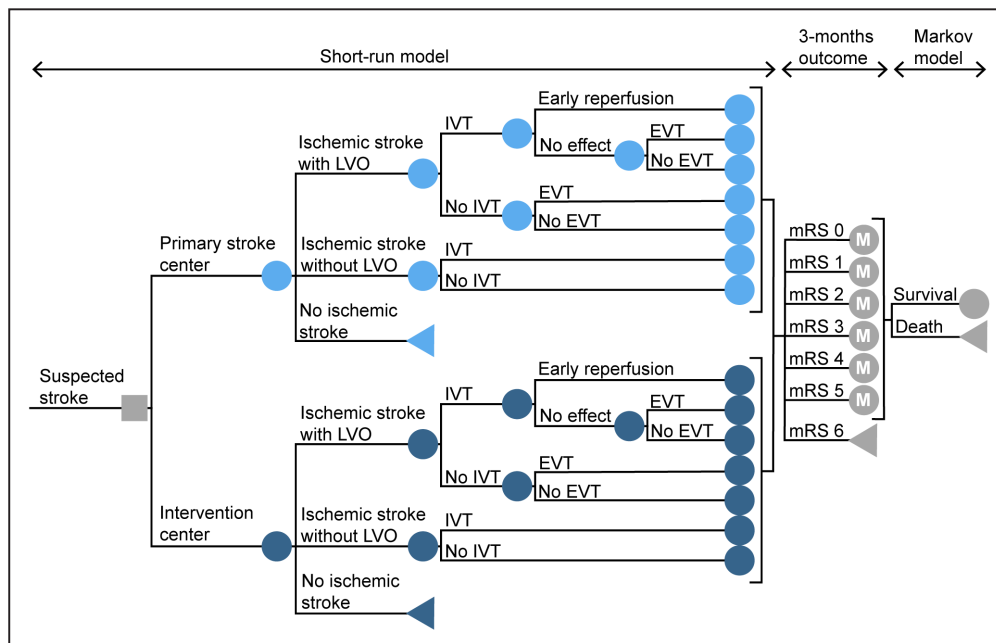 Short-run model
3-months
outcome
Markov
model
Early reperfusion
IVT
EVT
Ischemic stroke
with LVO
No effect
No EVT
EVT
No IVT
No EVT
Primary stroke
center
Ischemic stroke
without LVO
IVT
No IVT
No ischemic
stroke
Suspected
stroke
Early reperfusion
IVT
EVT
Ischemic stroke
with LVO
No effect
No EVT
EVT
No IVT
No EVT
Intervention
center
Ischemic stroke
without LVO
IVT
No IVT
No ischemic
stroke
mRS 0 M
mRS 1 M
mRS 2 M
mRS 3 M
mRS 4 M
mRS 5 M
mRS 6
Survival
Death